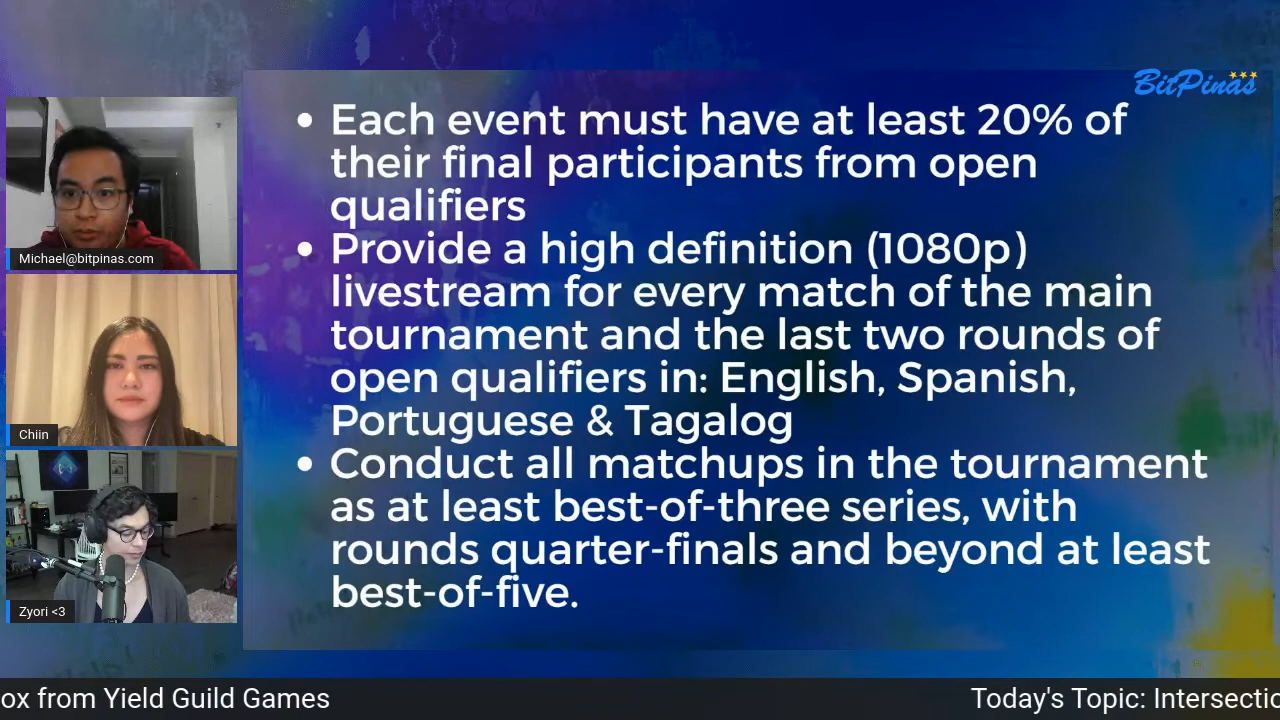 BitPinas
• Each event must have at least 20% of
their final participants from open
qualifiers
• Provide a high definition (1080p)
livestream for every match of the main
tournament and the last two rounds of
open qualifiers in: English, Spanish,
Portuguese & Tagalog
• Conduct all matchups in the tournament
as at least best-of-three series, with
rounds quarter-finals and beyond at least
best-of-five.
Michael@bitpinas.com
Chiin
Zyori <3
ox from Yield Guild Games
Today's Topic: Intersectio